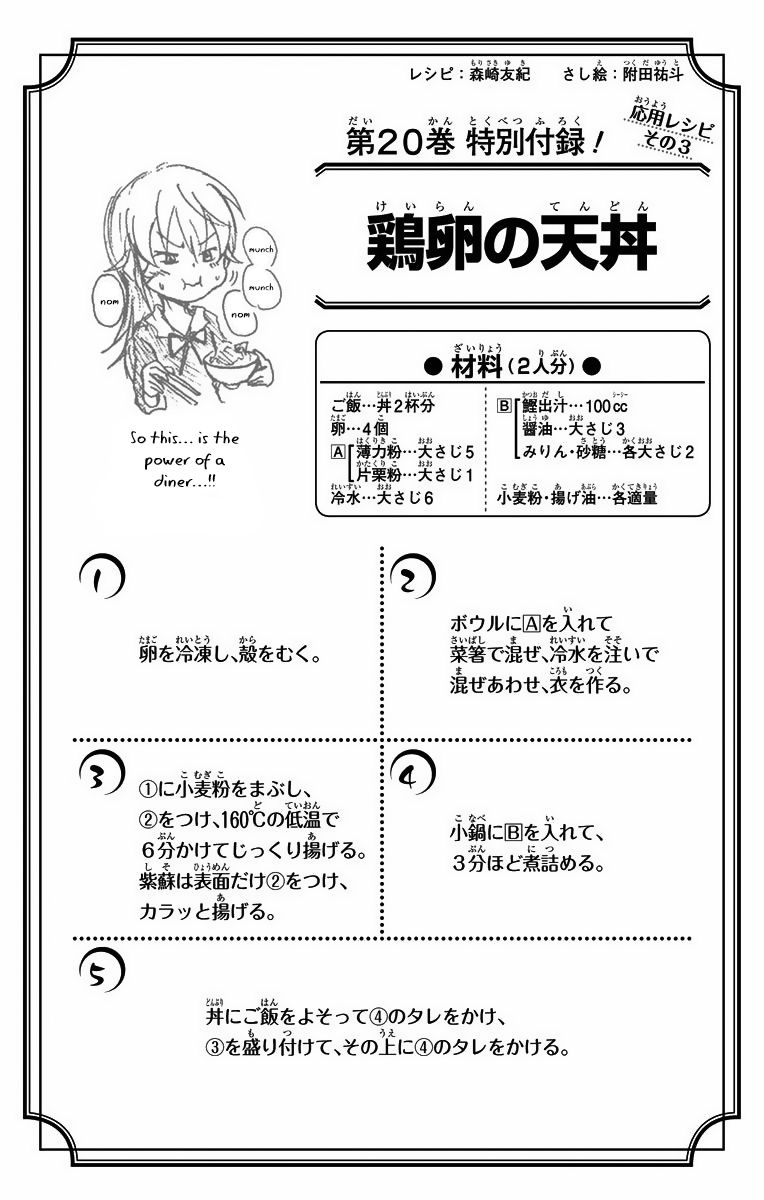 レシピ：森崎友紀　さし絵：附田祐斗
第20巻 特別付録！
応用レシピ
その3
鶏卵の天丼
munch
munch
nom
nom
So this... is the
power of a
diner...!!
● 材料（2人分）●
ご飯…丼2杯分
卵…4個
A 薄力粉…大さじ5
片栗粉…大さじ1
冷水…大さじ6
B 鰹出汁…100cc
醤油…大さじ3
みりん・砂糖…各大さじ2
小麦粉・揚げ油…各適量
1
卵を冷凍し、殻をむく。
2
ボウルにAを入れて
菜箸で混ぜ、冷水を注いで
混ぜあわせ、衣を作る。
3
①に小麦粉をまぶし、
②をつけ、160℃の低温で
6分かけてじっくり揚げる。
紫蘇は表面だけ②をつけ、
カラッと揚げる。
4
小鍋にBを入れて、
3分ほど煮詰める。
5
丼にご飯をよそって④のタレをかけ、
③を盛り付けて、その上に④のタレをかける。